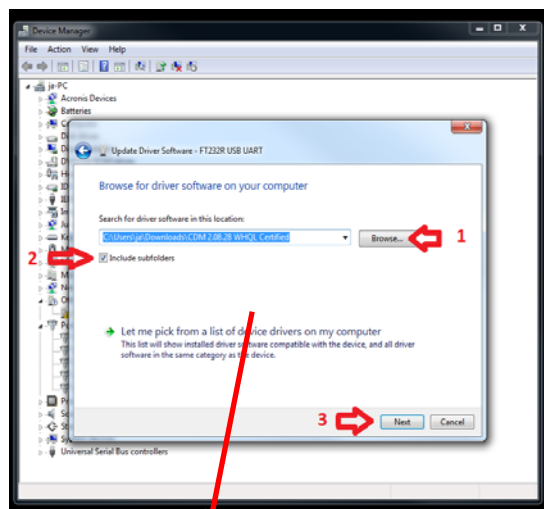 Device Manager
File Action View Help
je-PC
Acronis Devices
Batteries
Update Driver Software - FT232R USB UART
Browse for driver software on your computer
Search for driver software in this location:
C:\Users\je\Downloads\CDM 2.08.28 WHQL Certified
Browse...
1
2
Include subfolders
Let me pick from a list of device drivers on my computer
This list will show installed driver software compatible with the device, and all driver
software in the same category as the device.
3
Next
Cancel
Universal Serial Bus controllers